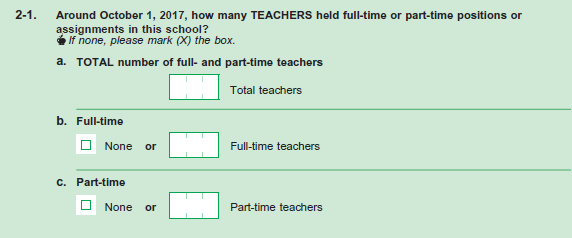 2-1. Around October 1, 2017, how many TEACHERS held full-time or part-time positions or
assignments in this school?
If none, please mark (X) the box.
a. TOTAL number of full- and part-time teachers
Total teachers
b. Full-time
None or Full-time teachers
c. Part-time
None or Part-time teachers